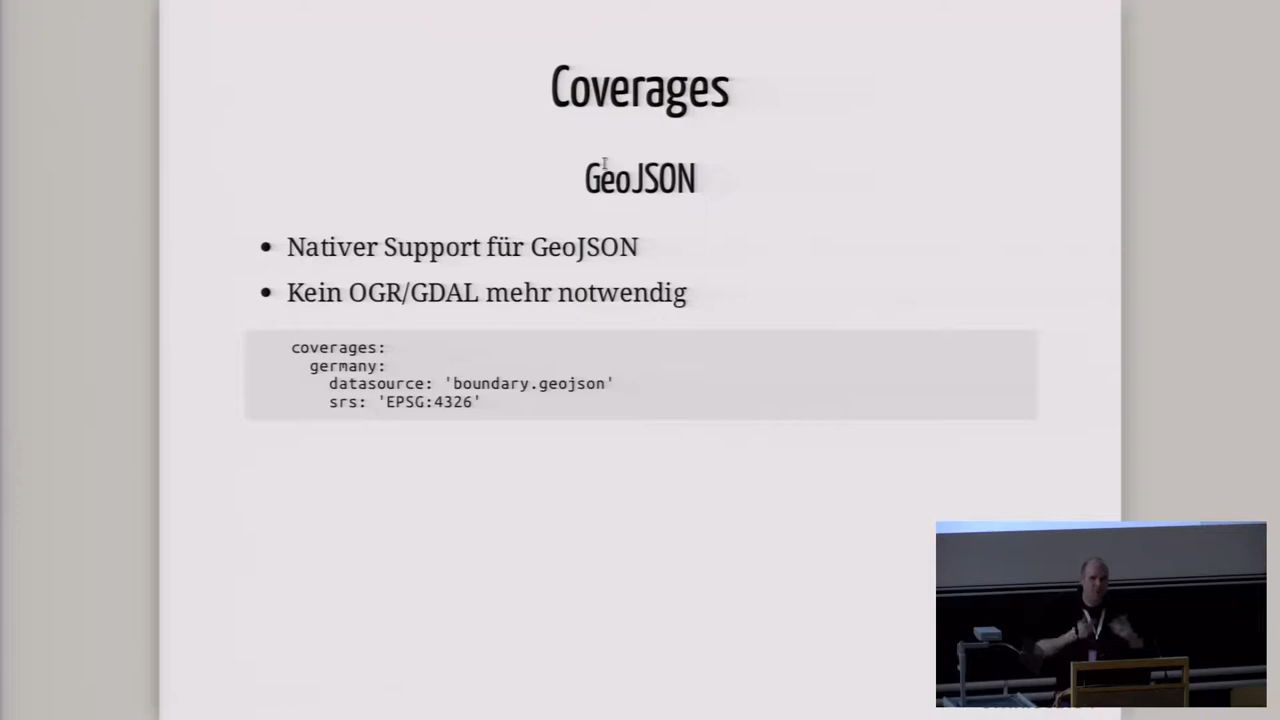 Coverages
GeoJSON
• Nativer Support für GeoJSON
• Kein OGR/GDAL mehr notwendig
coverages:
  germany:
    datasource: 'boundary.geojson'
    srs: 'EPSG:4326'